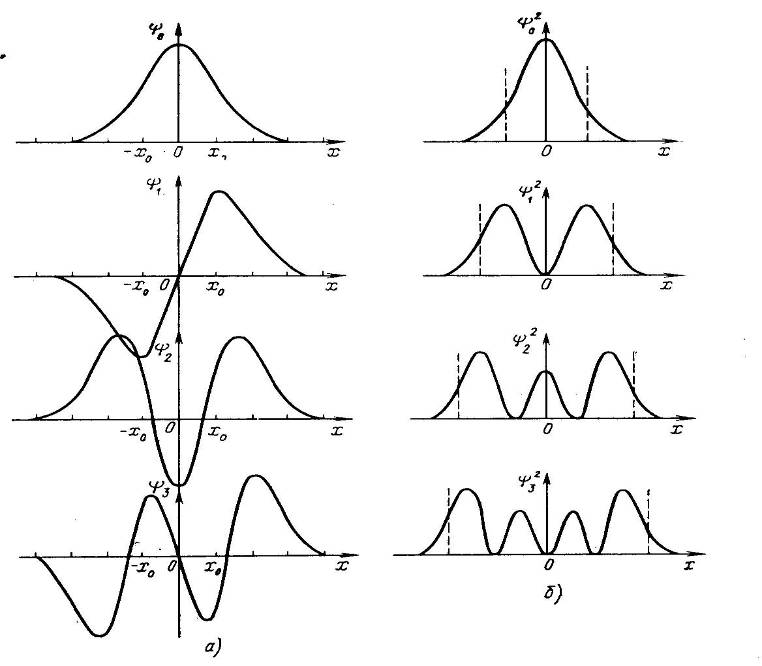 ψ₀
-x₀ 0 x₀ x
ψ₀²
0 x
ψ₁
-x₀ 0 x₀ x
ψ₁²
0 x
ψ₂
-x₀ 0 x₀ x
ψ₂²
0 x
ψ₃
-x₀ 0 x₀ x
ψ₃²
0 x
а)
б)